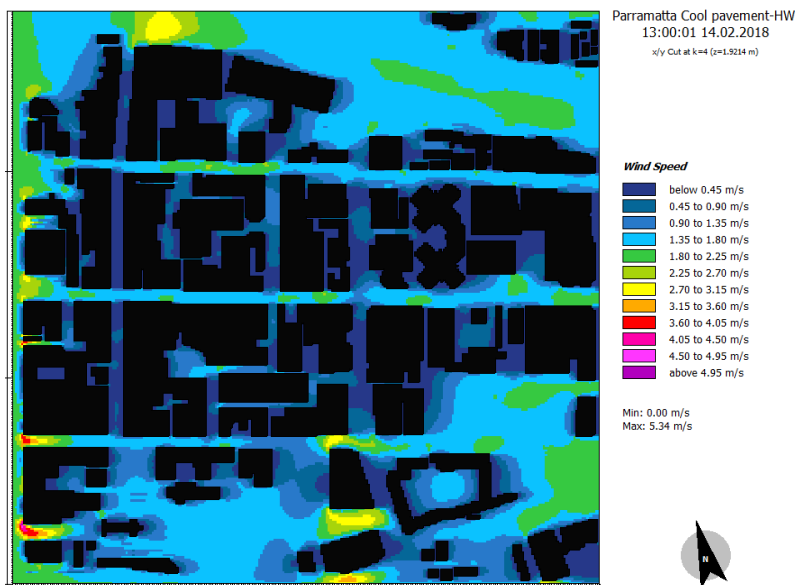 Parramatta Cool pavement-HW
13:00:01 14.02.2018
x/y Cut at k=4 (z=1.9214 m)
Wind Speed
below 0.45 m/s
0.45 to 0.90 m/s
0.90 to 1.35 m/s
1.35 to 1.80 m/s
1.80 to 2.25 m/s
2.25 to 2.70 m/s
2.70 to 3.15 m/s
3.15 to 3.60 m/s
3.60 to 4.05 m/s
4.05 to 4.50 m/s
4.50 to 4.95 m/s
above 4.95 m/s
Min: 0.00 m/s
Max: 5.34 m/s
N